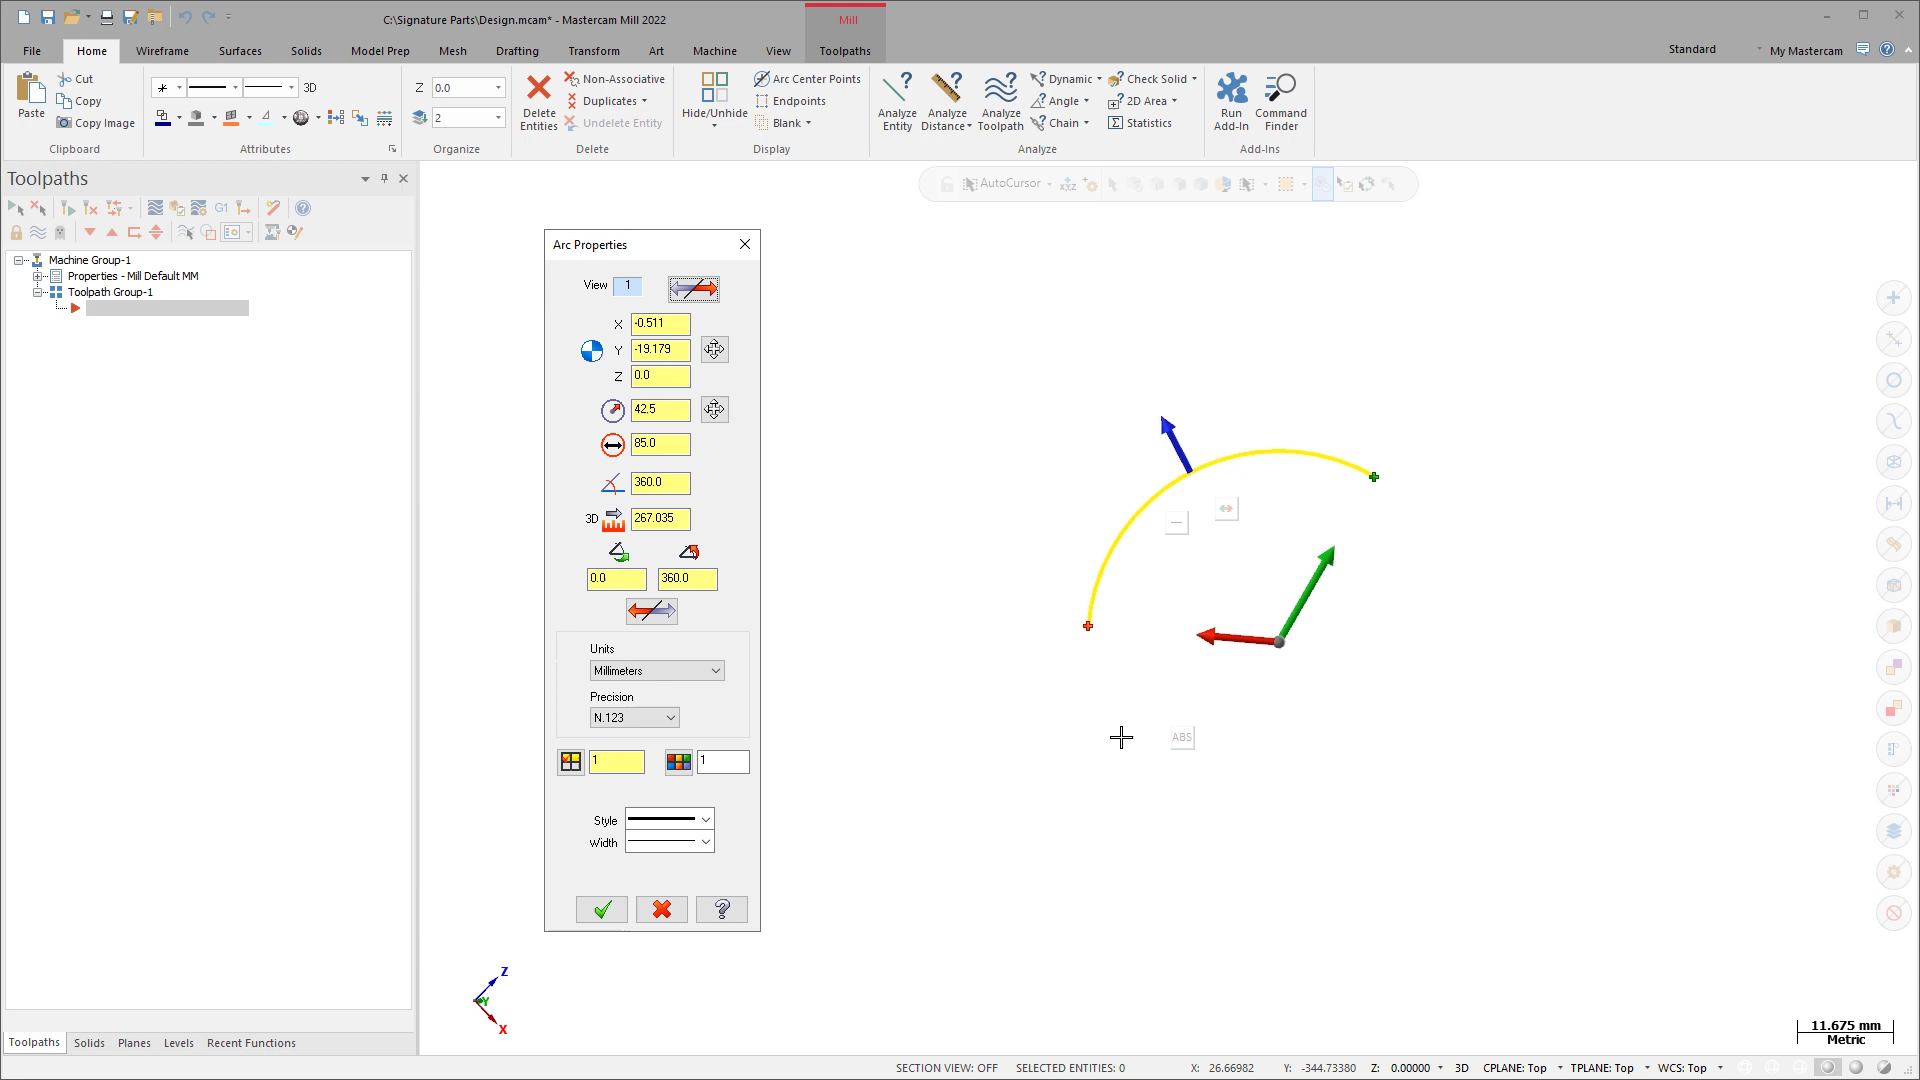 C:\Signature Parts\Design.mcam* - Mastercam Mill 2022
Mill
File Home Wireframe Surfaces Solids Model Prep Mesh Drafting Transform Art Machine View Toolpaths
Standard My Mastercam
Paste
Cut
Copy
Copy Image
Clipboard
3D
Attributes
Z 0.0
2
Organize
Delete
Entities
Non-Associative
Duplicates
Undelete Entity
Delete
Hide/Unhide
Arc Center Points
Endpoints
Blank
Display
Analyze
Entity
Analyze
Distance
Analyze
Toolpath
Dynamic
Angle
Chain
Check Solid
2D Area
Statistics
Analyze
Run
Add-In
Command
Finder
Add-Ins
Toolpaths
G1
Machine Group-1
Properties - Mill Default MM
Toolpath Group-1
AutoCursor
XYZ
Arc Properties
View 1
X -0.511
Y -19.179
Z 0.0
42.5
85.0
360.0
3D 267.035
0.0 360.0
Units
Millimeters
Precision
N.123
1 1
Style
Width
ABS
Z
Y
X
11.675 mm
Metric
Toolpaths Solids Planes Levels Recent Functions
SECTION VIEW: OFF SELECTED ENTITIES: 0 X: 26.66982 Y: -344.73380 Z: 0.00000 3D CPLANE: Top TPLANE: Top WCS: Top